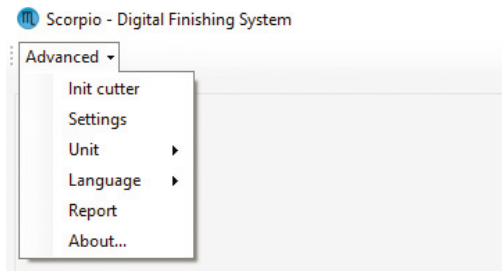 Scorpio - Digital Finishing System
Advanced
Init cutter
Settings
Unit
Language
Report
About...